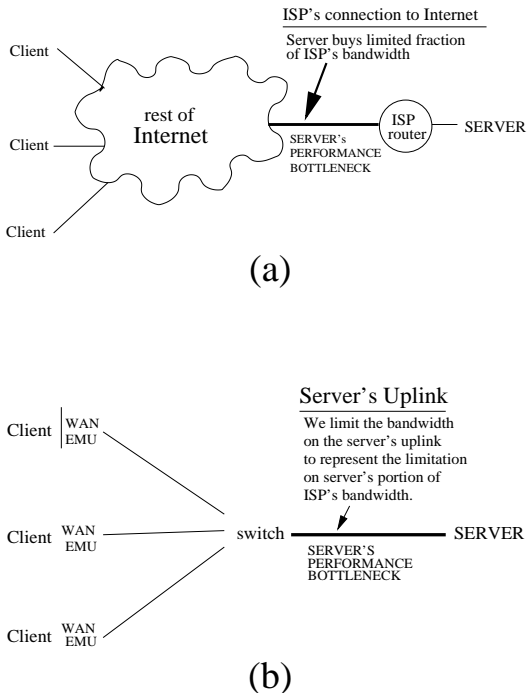 ISP's connection to Internet
Server buys limited fraction
of ISP's bandwidth
Client
rest of
Internet
ISP
router
SERVER
SERVER's
PERFORMANCE
BOTTLENECK
Client
Client
(a)
Server's Uplink
We limit the bandwidth
on the server's uplink
to represent the limitation
on server's portion of
ISP's bandwidth.
Client WAN
EMU
Client WAN
EMU
switch
SERVER
SERVER'S
PERFORMANCE
BOTTLENECK
Client WAN
EMU
(b)